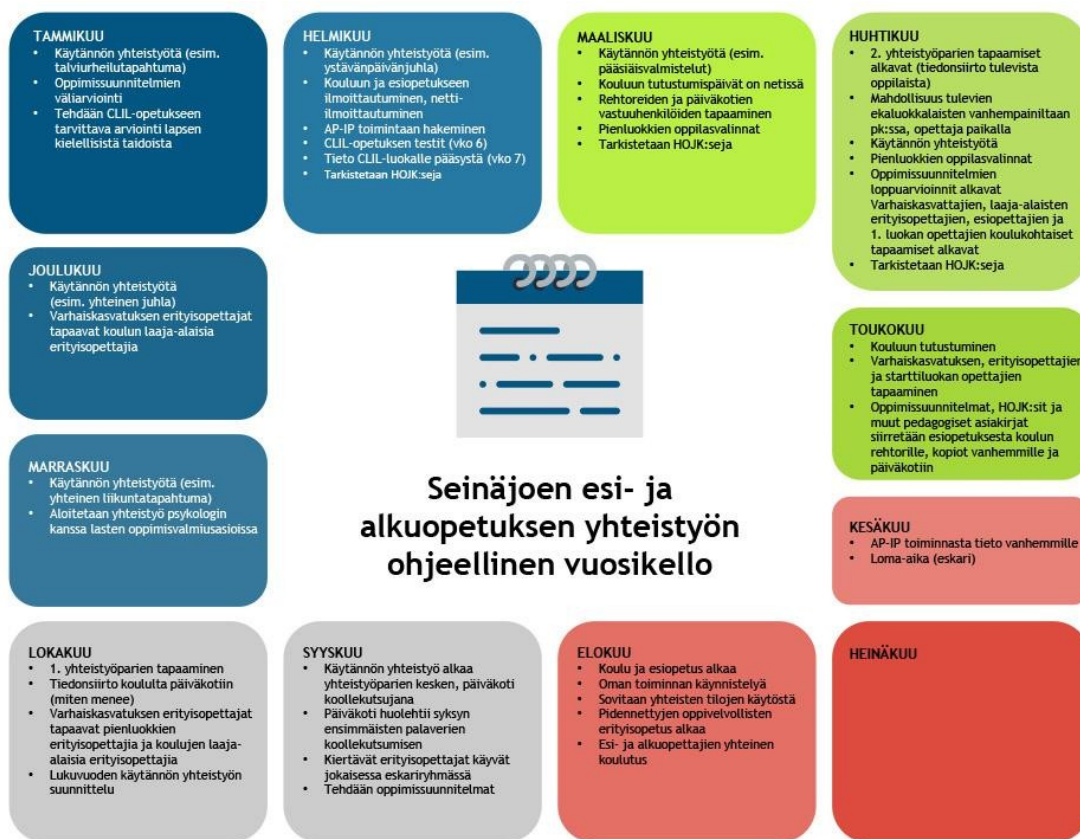 TAMMIKUU
• Käytännön yhteistyötä (esim.
talviurheilutapahtuma)
• Oppimissuunnitelmien
väliarviointi
• Tehdään CLIL-opetukseen
tarvittava arviointi lapsen
kielellisistä taidoista
HELMIKUU
• Käytännön yhteistyötä (esim.
ystävänpäivänjuhla)
• Kouluun ja esiopetukseen
ilmoittautuminen, netti-
ilmoittautuminen
• AP-IP toimintaan hakeminen
• CLIL-opetuksen testit (vko 6)
• Tieto CLIL-luokalle pääsystä (vko 7)
• Tarkistetaan HOJK:seja
MAALISKUU
• Käytännön yhteistyötä (esim.
pääsiäisvalmistelut)
• Kouluun tutustumispäivät on netissä
• Rehtoreiden ja päiväkotien
vastuuhenkilöiden tapaaminen
• Pienluokkien oppilasvalinnat
• Tarkistetaan HOJK:seja
HUHTIKUU
• 2. yhteistyöparien tapaamiset
alkavat (tiedonsiirto tulevista
oppilaista)
• Mahdollisuus tulevien
ekaluokkalaisten vanhempainiltaan
pk:ssa, opettaja paikalla
• Käytännön yhteistyötä
• Pienluokkien oppilasvalinnat
• Oppimissuunnitelmien
loppuarvioinnit alkavat
Varhaiskasvattajien, laaja-alaisten
erityisopettajien, esiopettajien ja
1. luokan opettajien koulukohtaiset
tapaamiset alkavat
• Tarkistetaan HOJK:seja
JOULUKUU
• Käytännön yhteistyötä
(esim. yhteinen juhla)
• Varhaiskasvatuksen erityisopettajat
tapaavat koulun laaja-alaisia
erityisopettajia
TOUKOKUU
• Kouluun tutustuminen
• Varhaiskasvatuksen, erityisopettajien
ja starttiluokan opettajien
tapaaminen
• Oppimissuunnitelmat, HOJK:sit ja
muut pedagogiset asiakirjat
siirretään esiopetuksesta koulun
rehtorille, kopiot vanhemmille ja
päiväkotiin
MARRASKUU
• Käytännön yhteistyötä (esim.
yhteinen liikuntatapahtuma)
• Aloitetaan yhteistyö psykologin
kanssa lasten oppimisvalmiusasioissa
Seinäjoen esi- ja
alkuopetuksen yhteistyön
ohjeellinen vuosikello
KESÄKUU
• AP-IP toiminnasta tieto vanhemmille
• Loma-aika (eskari)
LOKAKUU
• 1. yhteistyöparien tapaaminen
• Tiedonsiirto koululta päiväkotiin
(miten menee)
• Varhaiskasvatuksen erityisopettajat
tapaavat pienluokkien
erityisopettajia ja koulujen laaja-
alaisia erityisopettajia
• Lukuvuoden käytännön yhteistyön
suunnittelu
SYYSKUU
• Käytännön yhteistyö alkaa
yhteistyöparien kesken, päiväkoti
koollekutsujana
• Päiväkoti huolehtii syksyn
ensimmäisten palaverien
koollekutsumisen
• Kiertävät erityisopettajat käyvät
jokaisessa eskariryhmässä
• Tehdään oppimissuunnitelmat
ELOKUU
• Koulu ja esiopetus alkaa
• Oman toiminnan käynnistelyä
• Sovitaan yhteisten tilojen käytöstä
• Pidennettyjen oppivelvollisten
erityisopetus alkaa
• Esi- ja alkuopettajien yhteinen
koulutus
HEINÄKUU